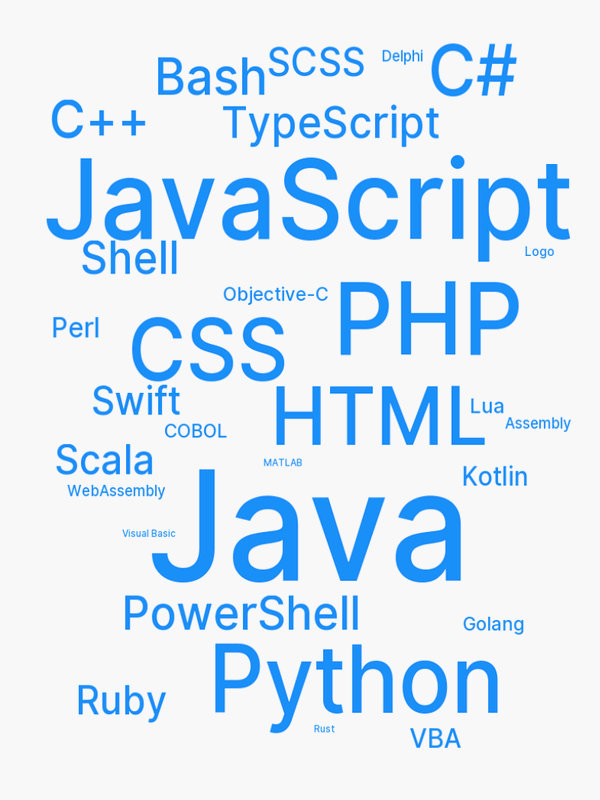 SCSS
Delphi
C#
Bash
C++
TypeScript
JavaScript
Shell
Logo
Objective-C
PHP
Perl
CSS
Swift
HTML
Lua
COBOL
Assembly
Scala
MATLAB
Kotlin
WebAssembly
Java
Visual Basic
PowerShell
Golang
Python
Ruby
Rust
VBA